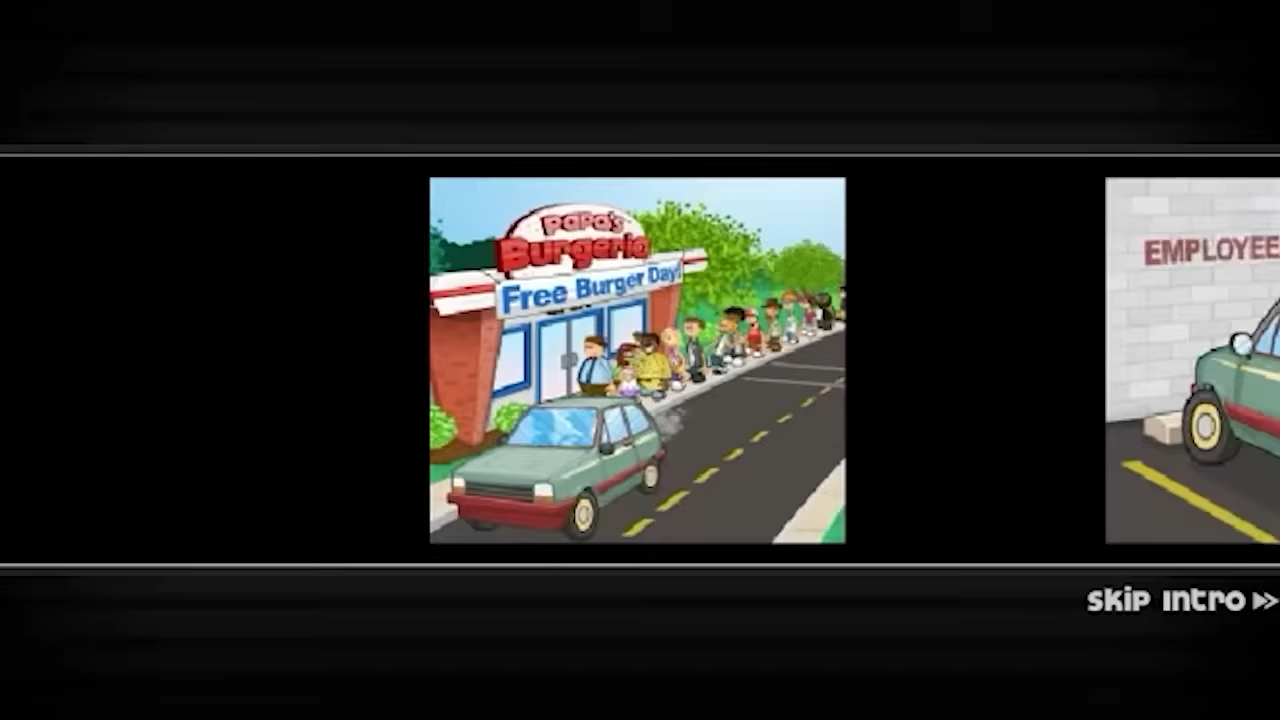 Papa's
Burgeria
Free Burger Day!
EMPLOYEE
skip intro